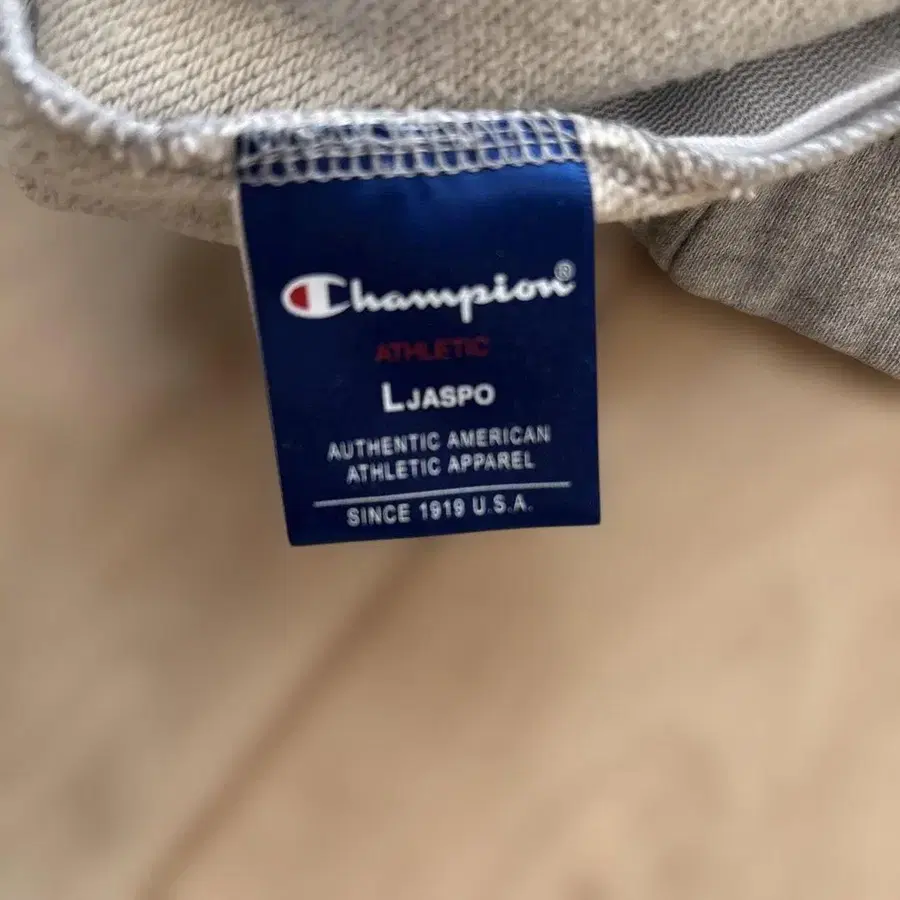 Champion®
ATHLETIC
L JASPO
AUTHENTIC AMERICAN
ATHLETIC APPAREL
SINCE 1919 U.S.A.